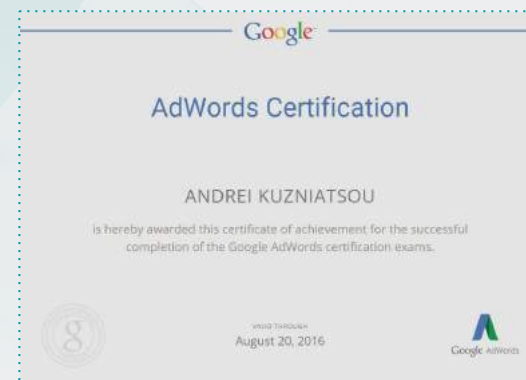 Google
AdWords Certification
ANDREI KUZNIATSOU
is hereby awarded this certificate of achievement for the successful
completion of the Google AdWords certification exams.
VALID THROUGH
August 20, 2016
g
Google AdWords